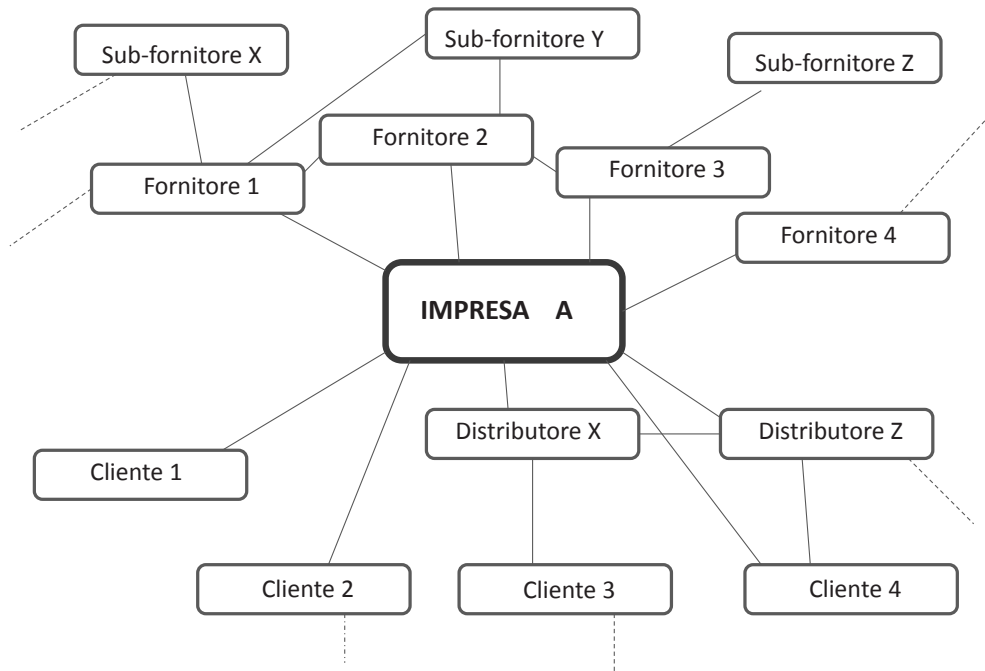 Sub-fornitore X
Sub-fornitore Y
Sub-fornitore Z
Fornitore 1
Fornitore 2
Fornitore 3
Fornitore 4
IMPRESA A
Distributore X
Distributore Z
Cliente 1
Cliente 2
Cliente 3
Cliente 4